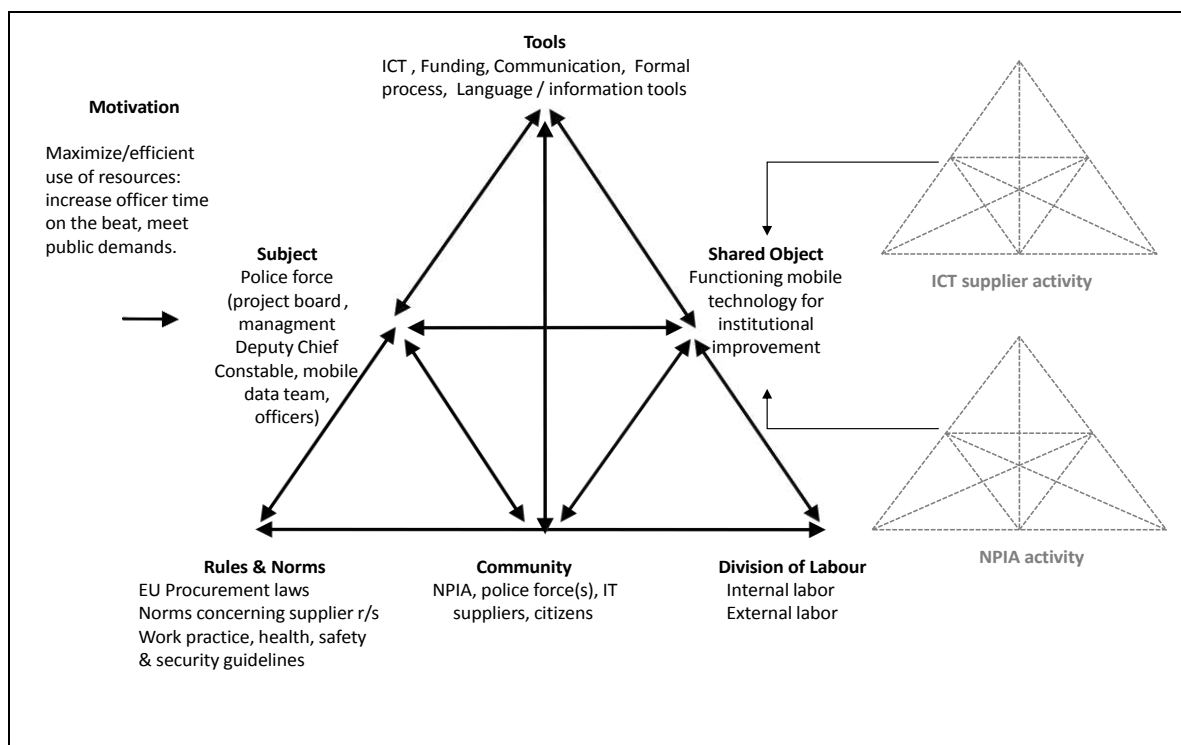 Tools
ICT , Funding, Communication,  Formal
process,  Language / information tools
Motivation
Maximize/efficient
use of resources:
increase officer time
on the beat, meet
public demands.
Subject
Police force
(project board ,
managment
Deputy Chief
Constable, mobile
data team,
officers)
Shared Object
Functioning mobile
technology for
institutional
improvement
ICT supplier activity
NPIA activity
Rules & Norms
EU Procurement laws
Norms concerning supplier r/s
Work practice, health, safety
& security guidelines
Community
NPIA, police force(s), IT
suppliers, citizens
Division of Labour
Internal labor
External labor